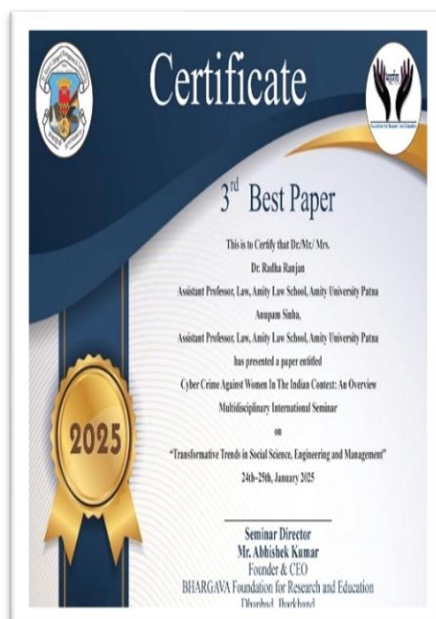 Certificate
3rd Best Paper
This is to Certify that Dr./Mr./ Mrs.
Dr. Radha Ranjan
Assistant Professor, Law, Amity Law School, Amity University Patna
Anupam Sinha,
Assistant Professor, Law, Amity Law School, Amity University Patna
has presented a paper entitled
Cyber Crime Against Women In The Indian Context: An Overview
Multidisciplinary International Seminar
on
"Transformative Trends in Social Science, Engineering and Management"
24th-25th, January 2025
2025
Seminar Director
Mr. Abhishek Kumar
Founder & CEO
BHARGAVA Foundation for Research and Education